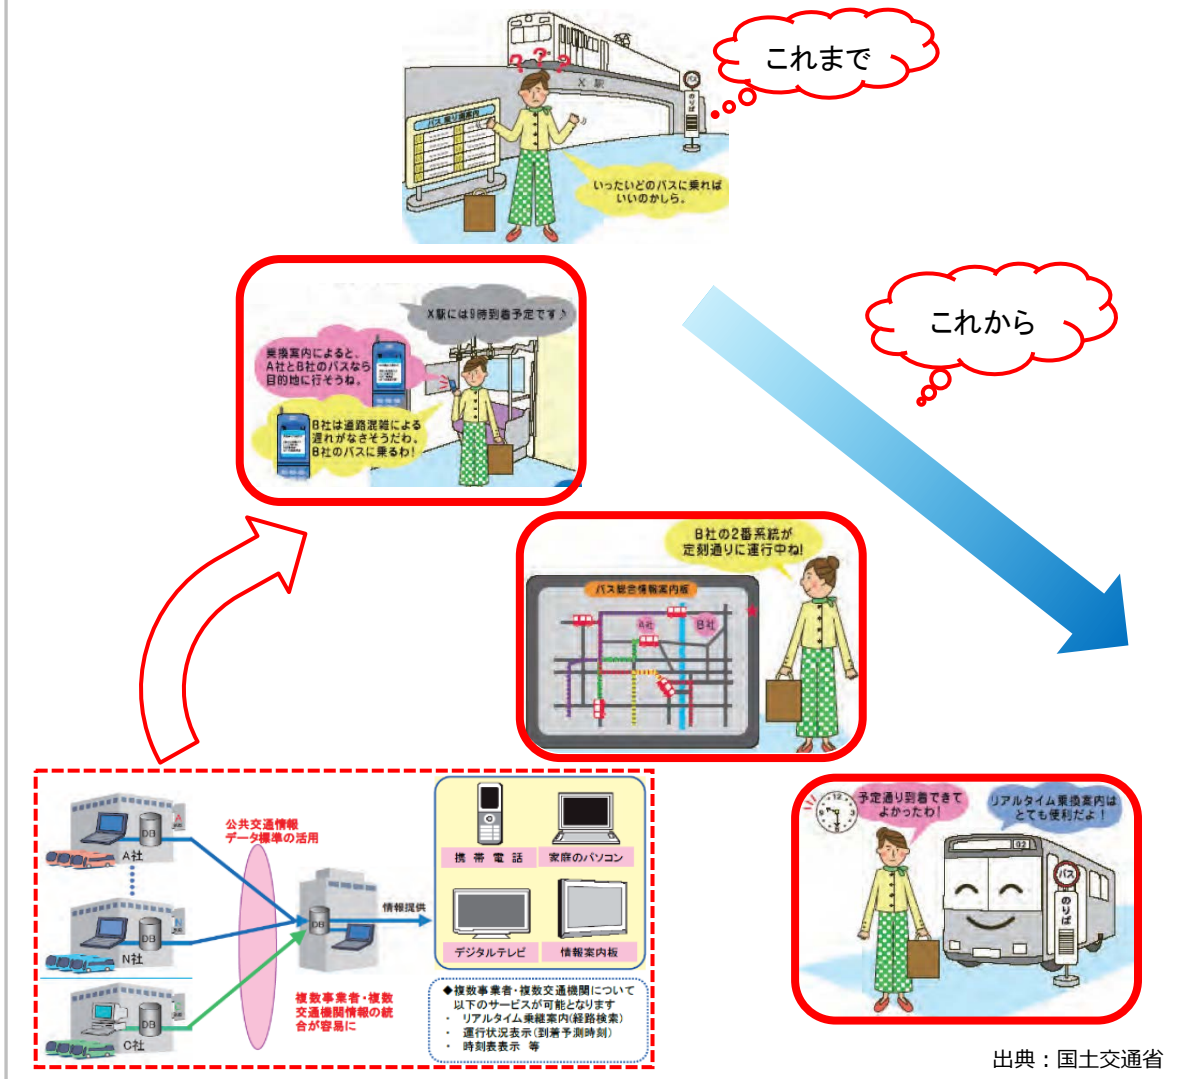 これまで
X 駅
バス
のりば
バス乗り場案内
いったいどのバスに乗れば
いいのかしら。
これから
X駅には9時到着予定です♪
乗換案内によると、
A社とB社のバスなら
目的地に行そうね。
B社は道路混雑による
遅れがなさそうだわ。
B社のバスに乗るわ!
B社の2番系統が
定刻通りに運行中ね!
バス総合情報案内板
A社
B社
予定通り到着できて
よかったわ!
リアルタイム乗換案内は
とても便利だよ!
12
3
6
9
02
バス
のりば
DB
A社
DB
N社
DB
C社
公共交通情報
データ標準の活用
DB
情報提供
複数事業者・複数
交通機関情報の統
合が容易に
携帯電話
家庭のパソコン
デジタルテレビ
情報案内板
◆複数事業者・複数交通機関について
以下のサービスが可能となります
・ リアルタイム乗継案内(経路検索)
・ 運行状況表示(到着予測時刻)
・ 時刻表表示 等
出典:国土交通省